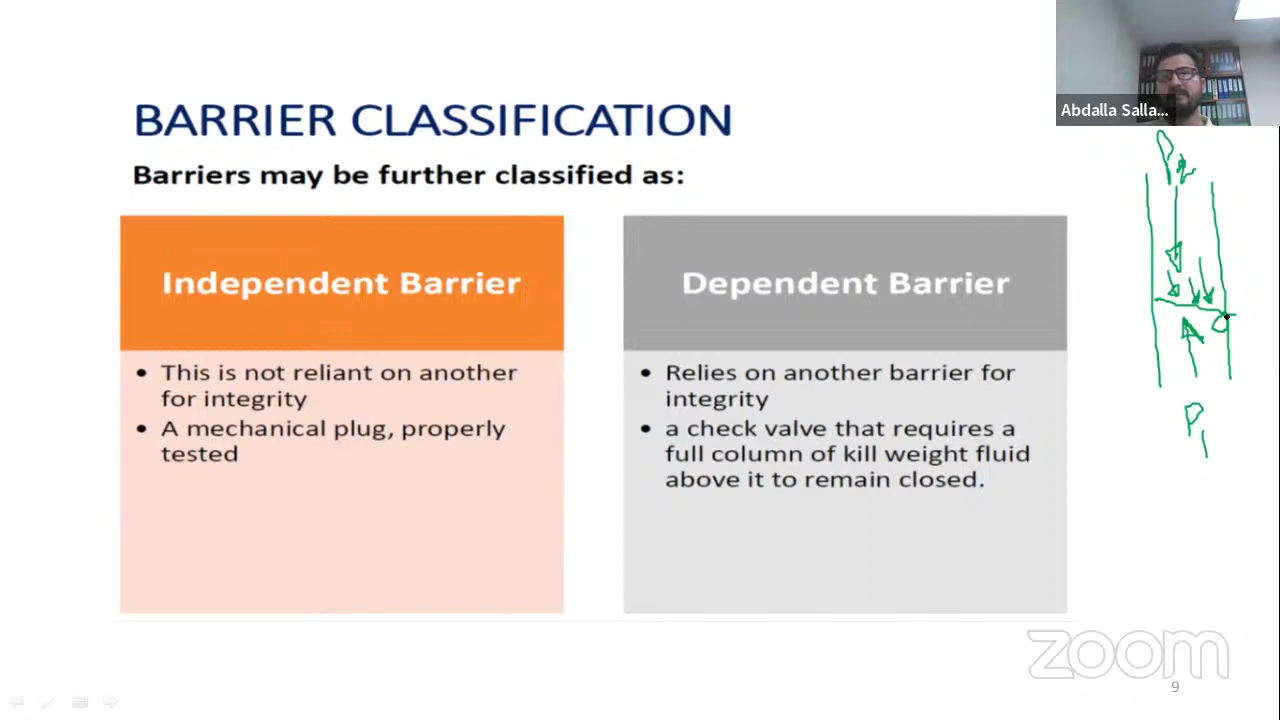 Abdalla Salla...
BARRIER CLASSIFICATION
Barriers may be further classified as:
Independent Barrier
• This is not reliant on another
for integrity
• A mechanical plug, properly
tested
Dependent Barrier
• Relies on another barrier for
integrity
• a check valve that requires a
full column of kill weight fluid
above it to remain closed.
P2
P1
zoom
9